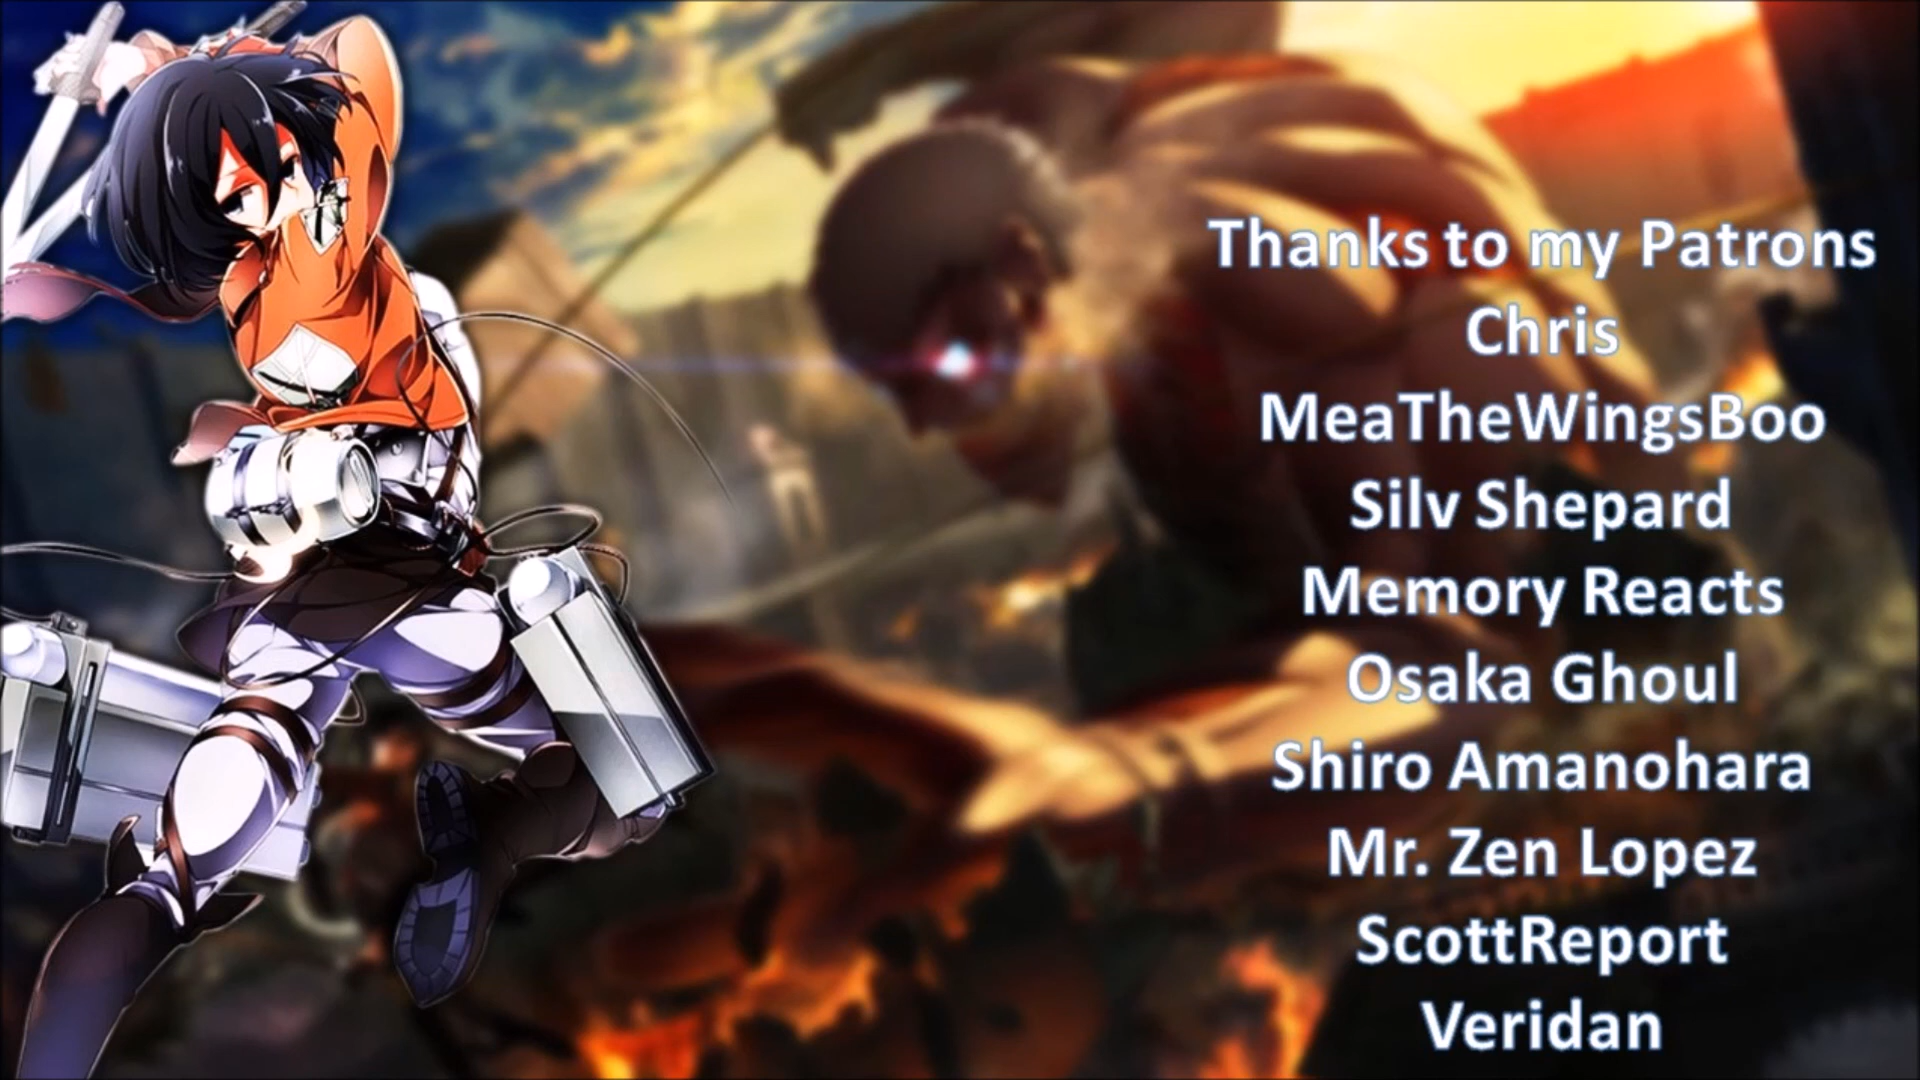 Thanks to my Patrons
Chris
MeaTheWingsBoo
Silv Shepard
Memory Reacts
Osaka Ghoul
Shiro Amanohara
Mr. Zen Lopez
ScottReport
Veridan